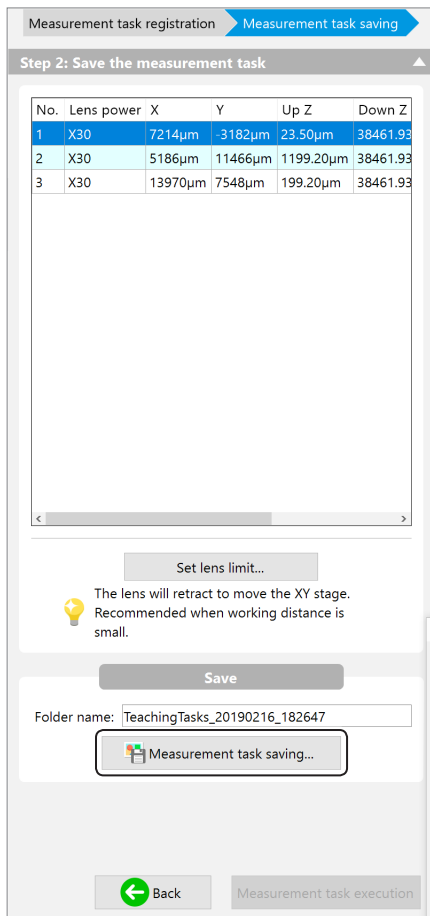 Measurement task registration Measurement task saving
Step 2: Save the measurement task
No. Lens power X Y Up Z Down Z
1 X30 7214µm -3182µm 23.50µm 38461.93
2 X30 5186µm 11466µm 1199.20µm 38461.93
3 X30 13970µm 7548µm 199.20µm 38461.93
Set lens limit...
The lens will retract to move the XY stage.
Recommended when working distance is
small.
Save
Folder name: TeachingTasks_20190216_182647
Measurement task saving...
Back Measurement task execution